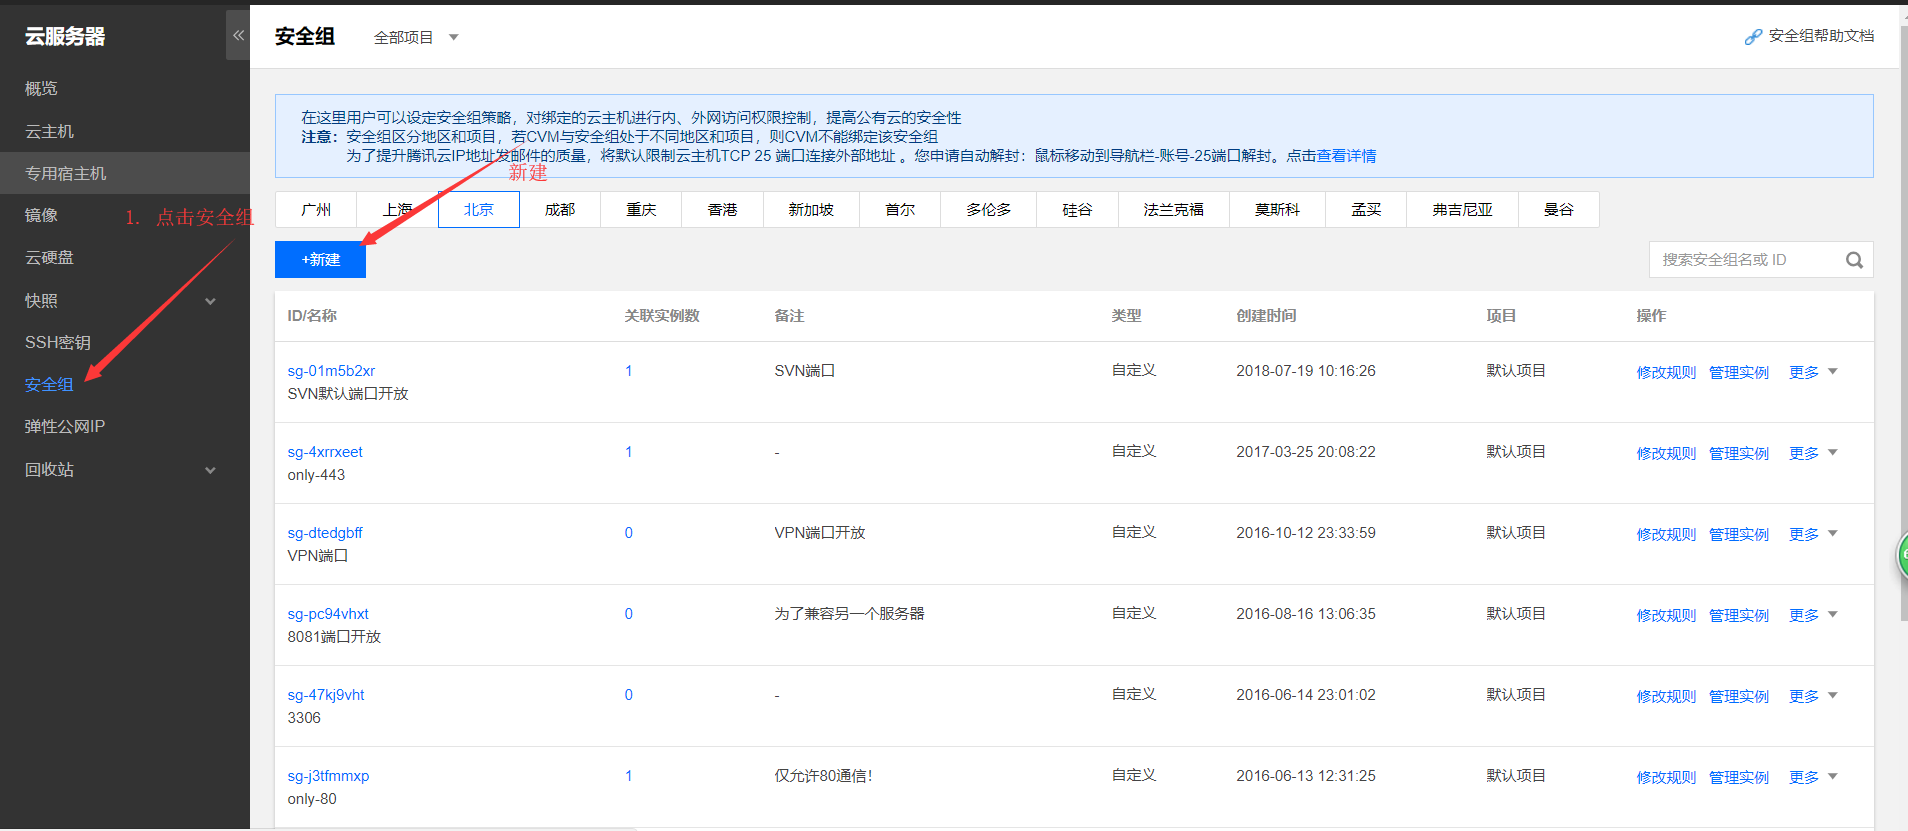 云服务器
概览
云主机
专用宿主机
镜像
云硬盘
快照
SSH密钥
安全组
弹性公网IP
回收站
1. 点击安全组
安全组 全部项目
安全组帮助文档
在这里用户可以设定安全组策略，对绑定的云主机进行内、外网访问权限控制，提高公有云的安全性
注意：安全组区分地区和项目，若CVM与安全组处于不同地区和项目，则CVM不能绑定该安全组
为了提升腾讯云IP地址发邮件的质量，将默认限制云主机TCP 25 端口连接外部地址 。您申请自动解封：鼠标移动到导航栏-账号-25端口解封。点击查看详情
新建
广州 上海 北京 成都 重庆 香港 新加坡 首尔 多伦多 硅谷 法兰克福 莫斯科 孟买 弗吉尼亚 曼谷
+新建
搜索安全组名或 ID
ID/名称 关联实例数 备注 类型 创建时间 项目 操作
sg-01m5b2xr 1 SVN端口 自定义 2018-07-19 10:16:26 默认项目 修改规则 管理实例 更多
SVN默认端口开放
sg-4xrrxeet 1 - 自定义 2017-03-25 20:08:22 默认项目 修改规则 管理实例 更多
only-443
sg-dtedgbff 0 VPN端口开放 自定义 2016-10-12 23:33:59 默认项目 修改规则 管理实例 更多
VPN端口
sg-pc94vhxt 0 为了兼容另一个服务器 自定义 2016-08-16 13:06:35 默认项目 修改规则 管理实例 更多
8081端口开放
sg-47kj9vht 0 - 自定义 2016-06-14 23:01:02 默认项目 修改规则 管理实例 更多
3306
sg-j3tfmmxp 1 仅允许80通信！ 自定义 2016-06-13 12:31:25 默认项目 修改规则 管理实例 更多
only-80